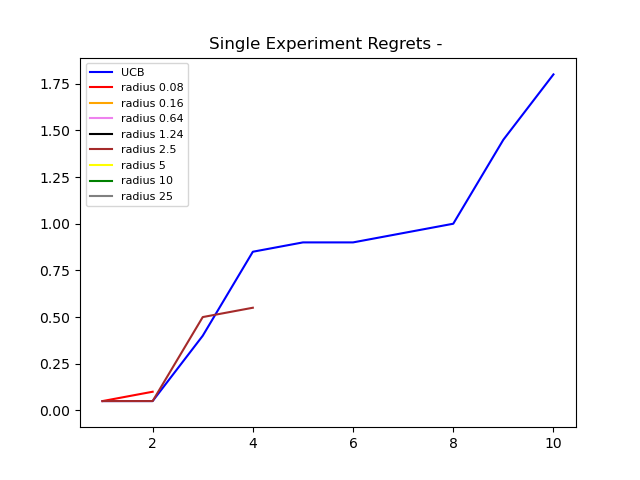 Single Experiment Regrets -
UCB
radius 0.08
radius 0.16
radius 0.64
radius 1.24
radius 2.5
radius 5
radius 10
radius 25
1.75
1.50
1.25
1.00
0.75
0.50
0.25
0.00
2 4 6 8 10